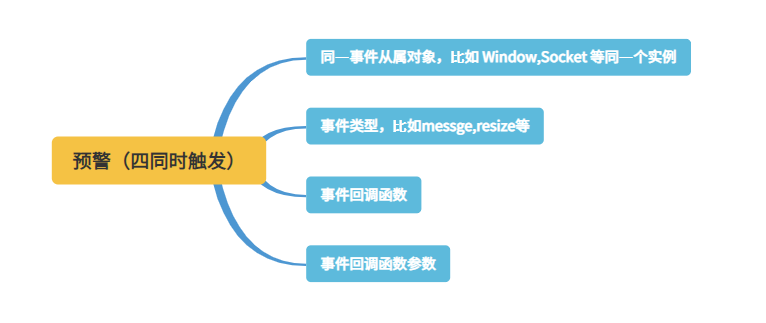 同一事件从属对象，比如 Window,Socket 等同一个实例
事件类型，比如messge,resize等
预警（四同时触发）
事件回调函数
事件回调函数参数